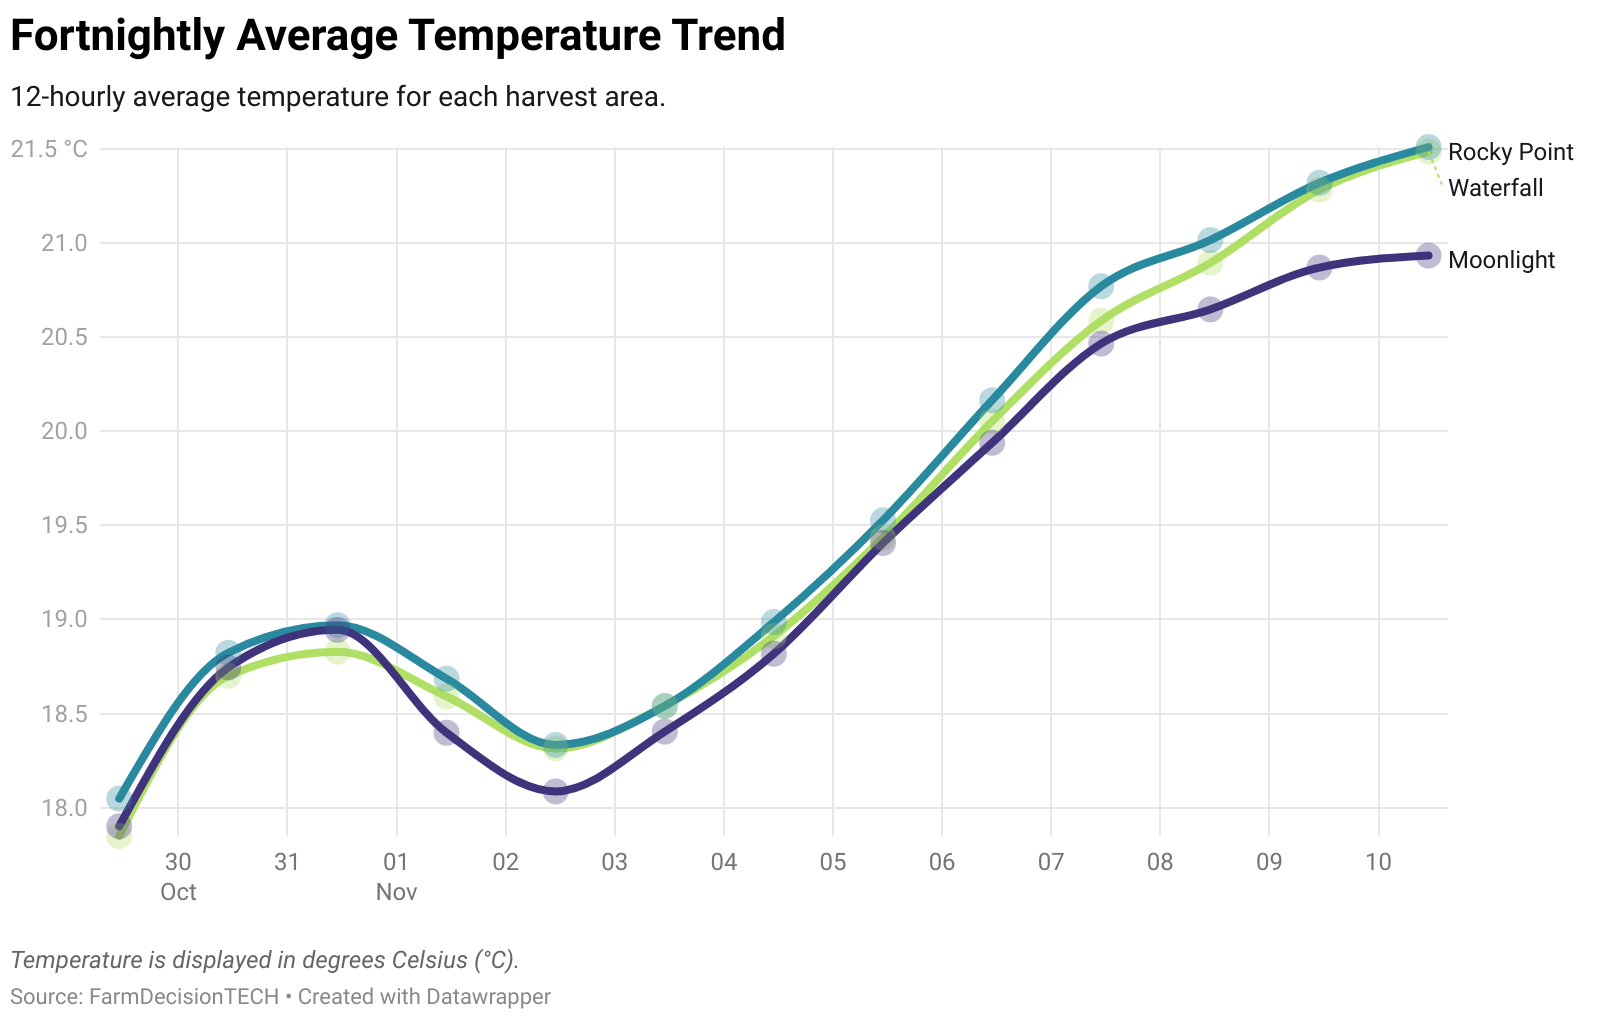 Fortnightly Average Temperature Trend
12-hourly average temperature for each harvest area.
21.5 °C
21.0
20.5
20.0
19.5
19.0
18.5
18.0
Rocky Point
Waterfall
Moonlight
30 31 01 02 03 04 05 06 07 08 09 10
Oct Nov
Temperature is displayed in degrees Celsius (°C).
Source: FarmDecisionTECH • Created with Datawrapper